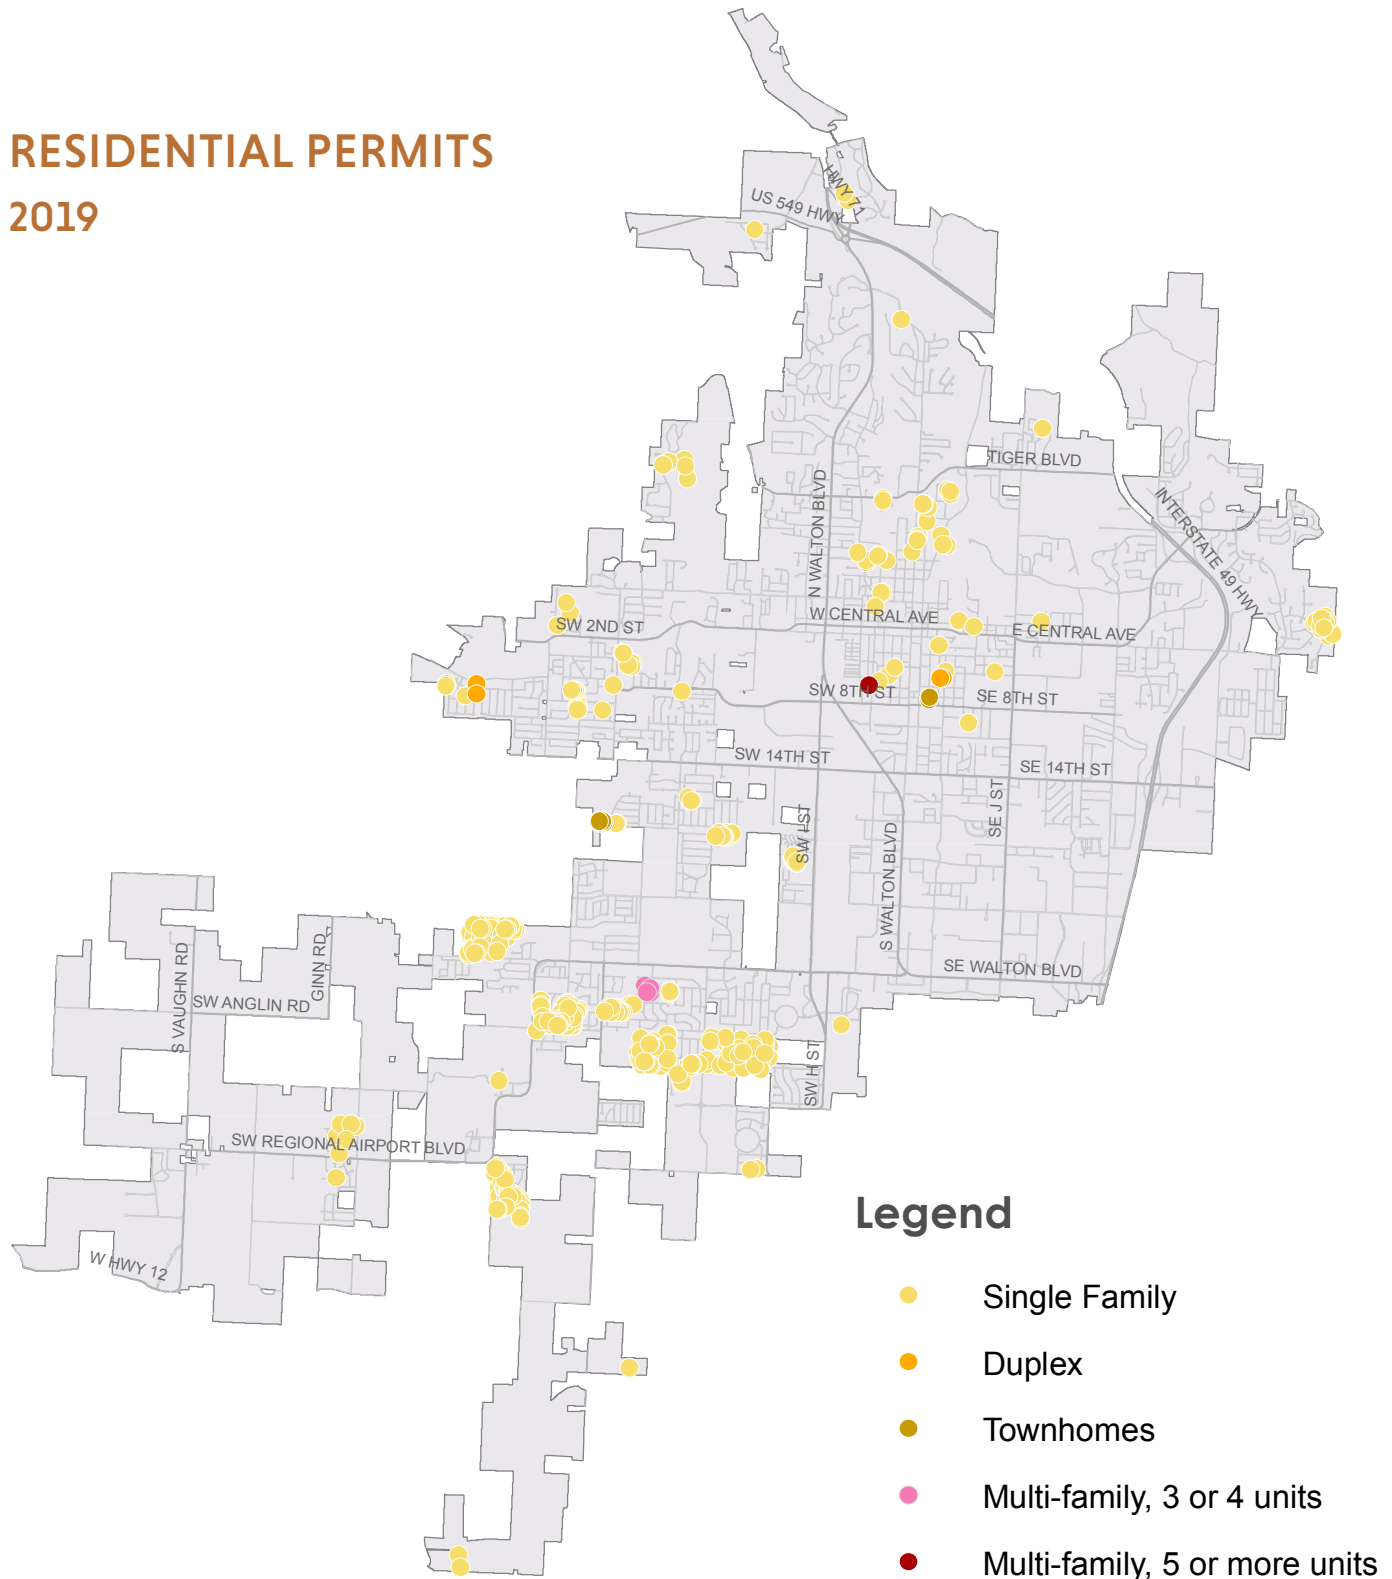 RESIDENTIAL PERMITS
2019
HWY 71
US 549 HWY
TIGER BLVD
N WALTON BLVD
INTERSTATE 49 HWY
W CENTRAL AVE
SW 2ND ST
E CENTRAL AVE
SW 8TH ST
SE 8TH ST
SW 14TH ST
SE 14TH ST
SW I ST
SE J ST
S WALTON BLVD
SE WALTON BLVD
S VAUGHN RD
GINN RD
SW ANGLIN RD
SW H ST
SW REGIONAL AIRPORT BLVD
W HWY 12
Legend
Single Family
Duplex
Townhomes
Multi-family, 3 or 4 units
Multi-family, 5 or more units